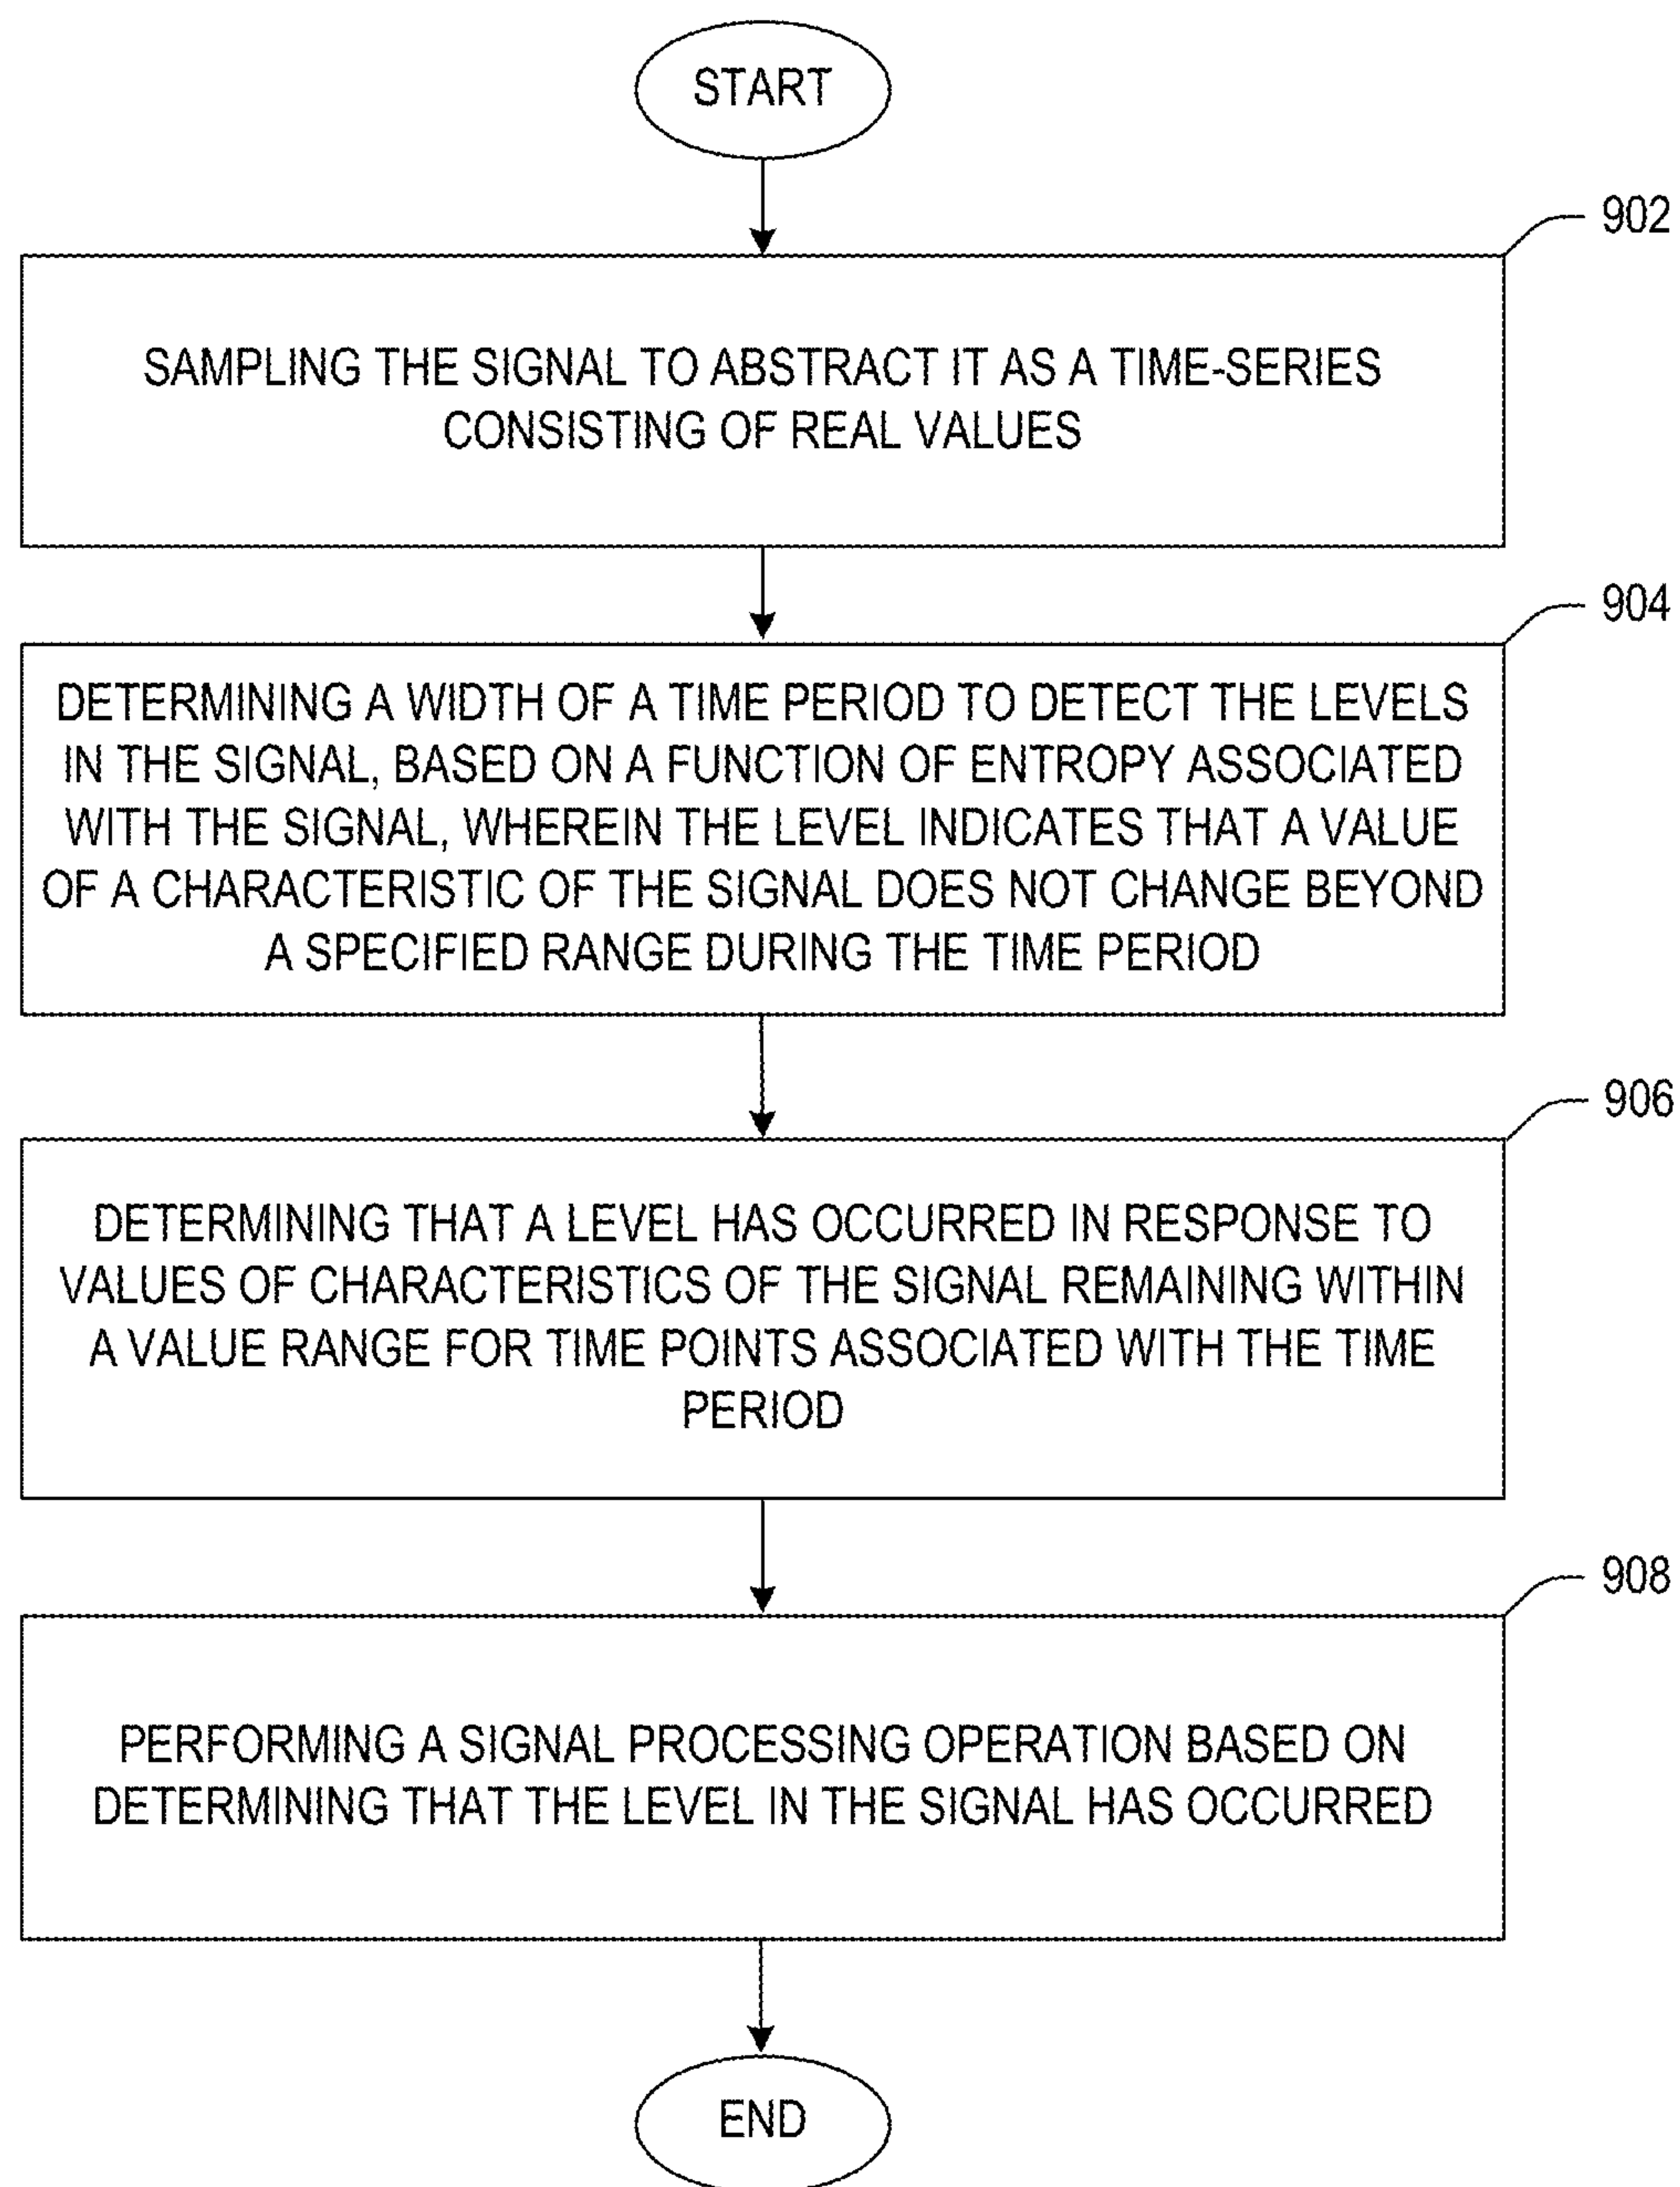 START
902
SAMPLING THE SIGNAL TO ABSTRACT IT AS A TIME-SERIES
CONSISTING OF REAL VALUES
904
DETERMINING A WIDTH OF A TIME PERIOD TO DETECT THE LEVELS
IN THE SIGNAL, BASED ON A FUNCTION OF ENTROPY ASSOCIATED
WITH THE SIGNAL, WHEREIN THE LEVEL INDICATES THAT A VALUE
OF A CHARACTERISTIC OF THE SIGNAL DOES NOT CHANGE BEYOND
A SPECIFIED RANGE DURING THE TIME PERIOD
906
DETERMINING THAT A LEVEL HAS OCCURRED IN RESPONSE TO
VALUES OF CHARACTERISTICS OF THE SIGNAL REMAINING WITHIN
A VALUE RANGE FOR TIME POINTS ASSOCIATED WITH THE TIME
PERIOD
908
PERFORMING A SIGNAL PROCESSING OPERATION BASED ON
DETERMINING THAT THE LEVEL IN THE SIGNAL HAS OCCURRED
END